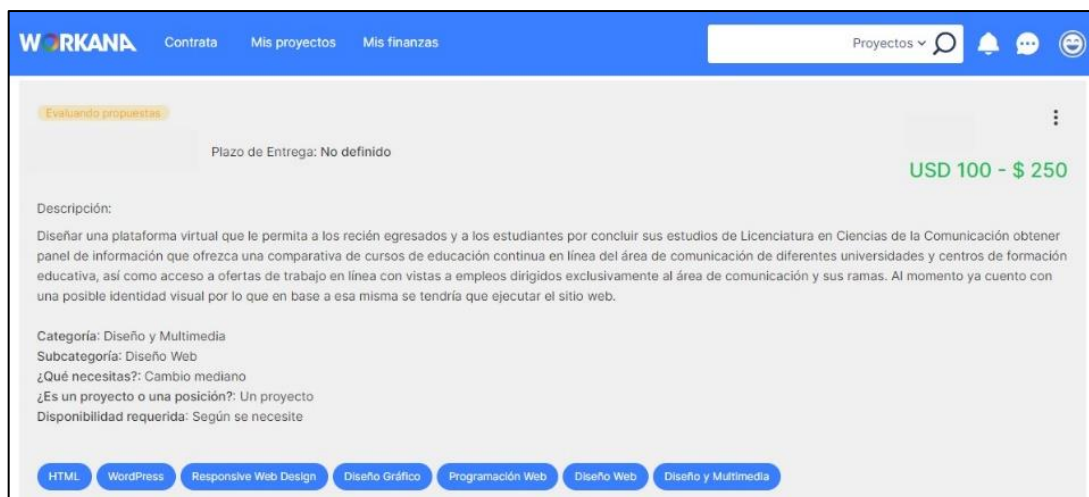 WORKANA Contrata Mis proyectos Mis finanzas Proyectos
Evaluando propuestas
Plazo de Entrega: No definido
USD 100 - $ 250
Descripción:
Diseñar una plataforma virtual que le permita a los recién egresados y a los estudiantes por concluir sus estudios de Licenciatura en Ciencias de la Comunicación obtener
panel de información que ofrezca una comparativa de cursos de educación continua en línea del área de comunicación de diferentes universidades y centros de formación
educativa, así como acceso a ofertas de trabajo en línea con vistas a empleos dirigidos exclusivamente al área de comunicación y sus ramas. Al momento ya cuento con
una posible identidad visual por lo que en base a esa misma se tendría que ejecutar el sitio web.
Categoría: Diseño y Multimedia
Subcategoría: Diseño Web
¿Qué necesitas?: Cambio mediano
¿Es un proyecto o una posición?: Un proyecto
Disponibilidad requerida: Según se necesite
HTML WordPress Responsive Web Design Diseño Gráfico Programación Web Diseño Web Diseño y Multimedia